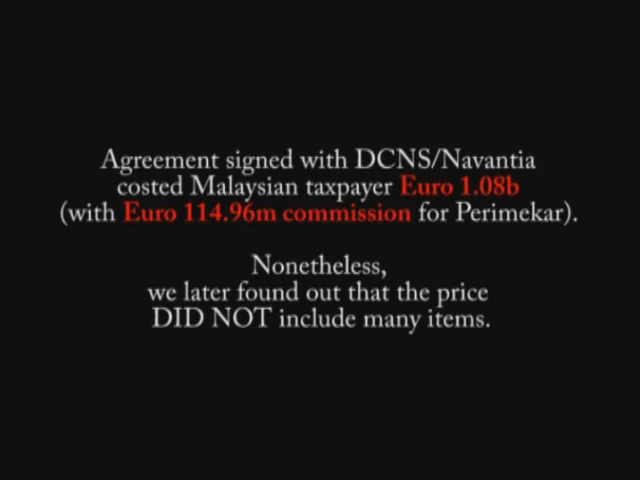 Agreement signed with DCNS/Navantia
costed Malaysian taxpayer Euro 1.08b
(with Euro 114.96m commission for Perimekar).
Nonetheless,
we later found out that the price
DID NOT include many items.